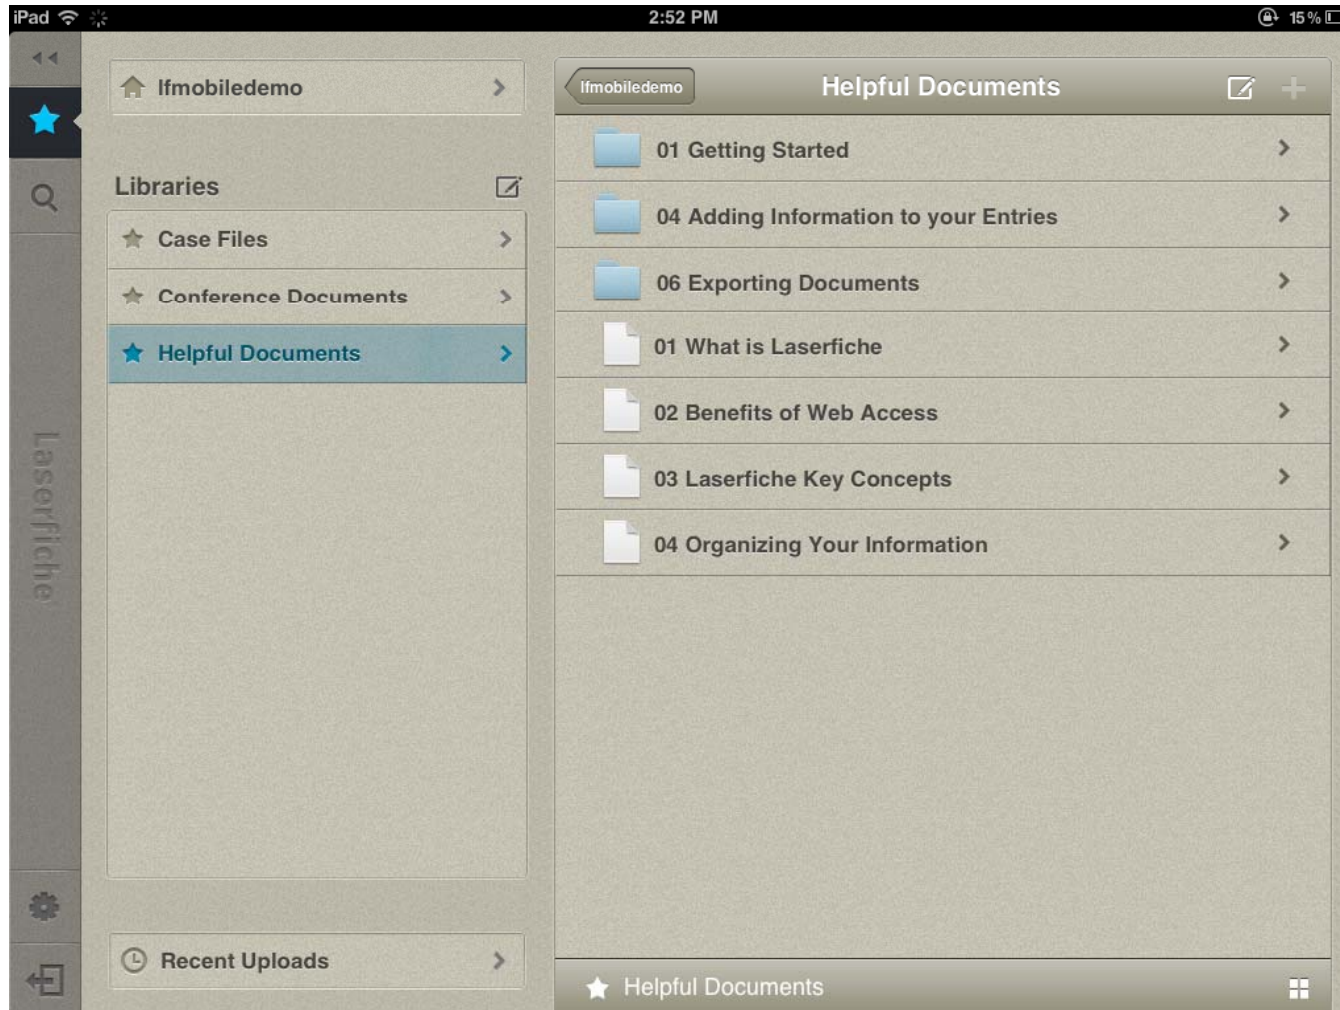 iPad
2:52 PM
15%
lfmobiledemo
Libraries
Case Files
Conference Documents
Helpful Documents
Recent Uploads
Laserfiche
lfmobiledemo
Helpful Documents
01 Getting Started
04 Adding Information to your Entries
06 Exporting Documents
01 What is Laserfiche
02 Benefits of Web Access
03 Laserfiche Key Concepts
04 Organizing Your Information
Helpful Documents